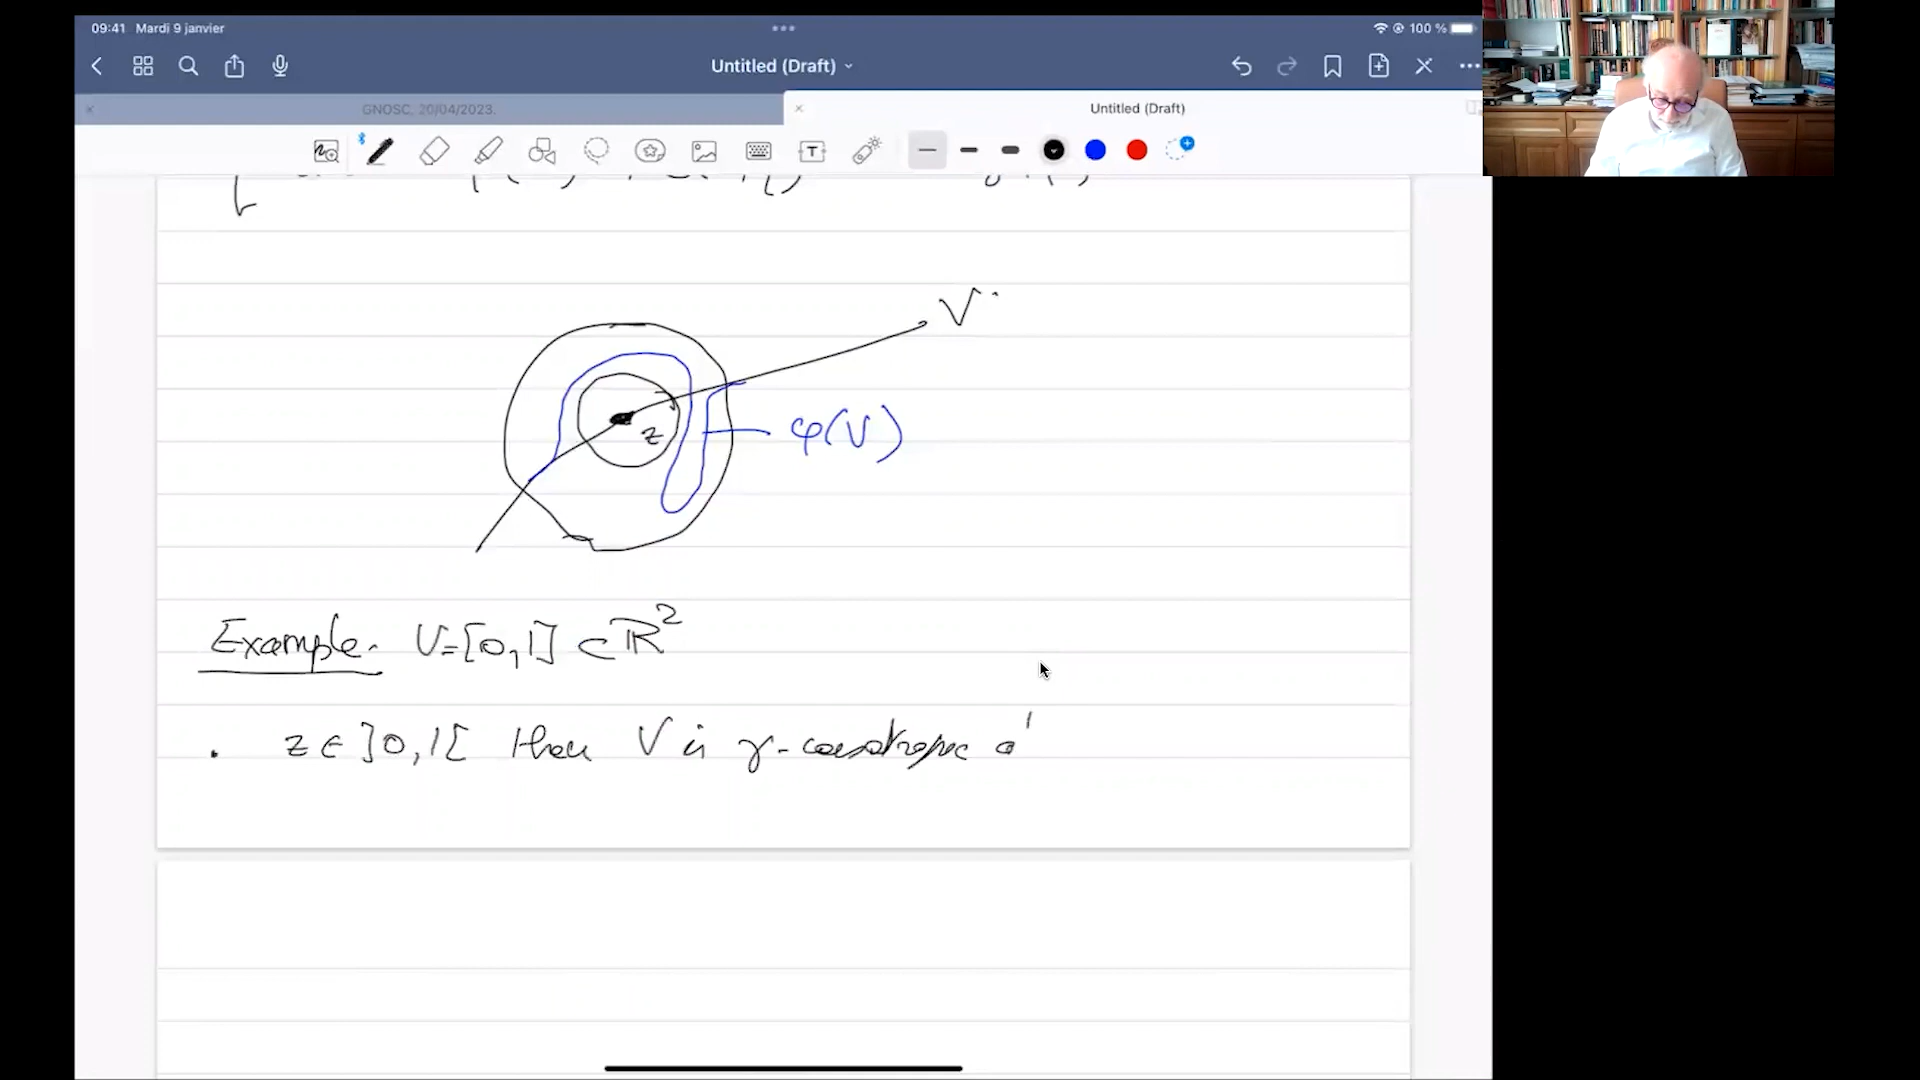 09:41 Mardi 9 janvier
100 %
Untitled (Draft)
GNOSC, 20/04/2023.
Untitled (Draft)
T
V
z
φ(V)
Example. V=[0,1] ⊂ ℝ²
. z ∈ ]0,1[ then V is γ-coisotropic a